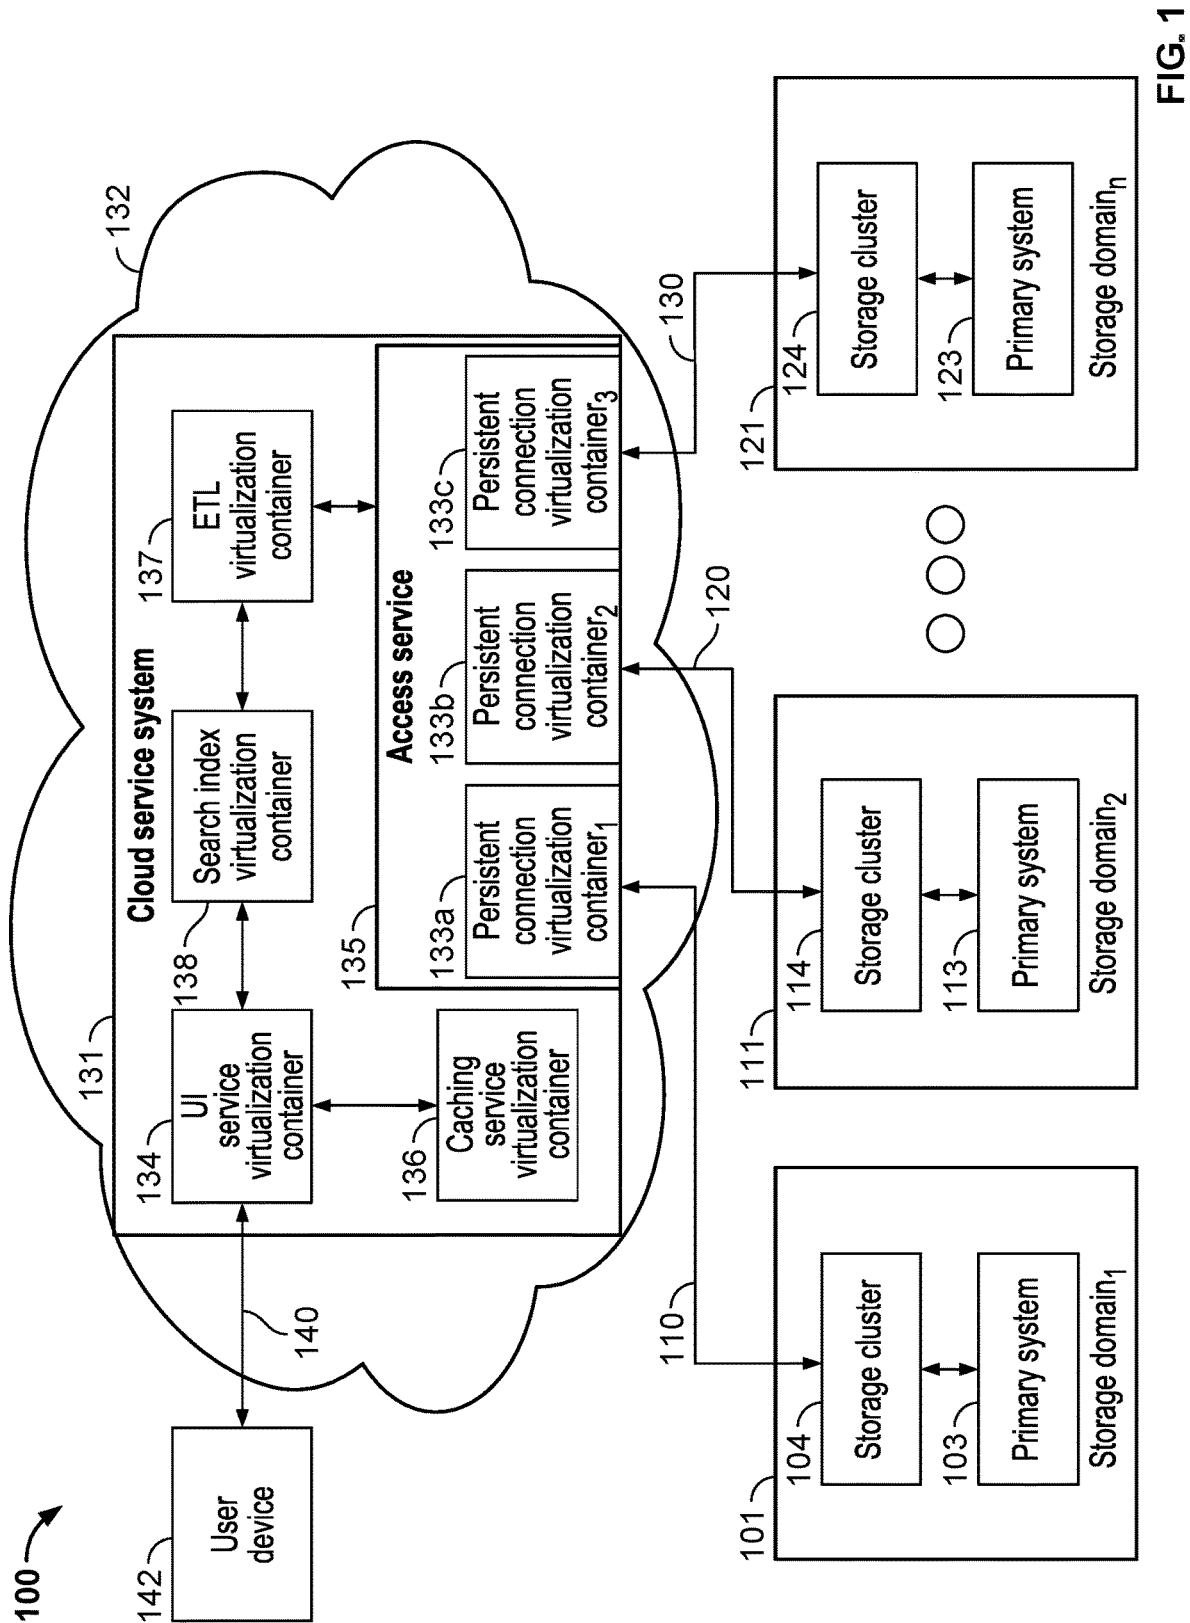 100
142
User
device
140
132
131
Cloud service system
134
UI
service
virtualization
container
138
Search index
virtualization
container
137
ETL
virtualization
container
136
Caching
service
virtualization
container
135
Access service
133a
Persistent
connection
virtualization
container1
133b
Persistent
connection
virtualization
container2
133c
Persistent
connection
virtualization
container3
110
120
130
101
104
Storage cluster
103
Primary system
Storage domain1
111
114
Storage cluster
113
Primary system
Storage domain2
121
124
Storage cluster
123
Primary system
Storage domainn
FIG. 1